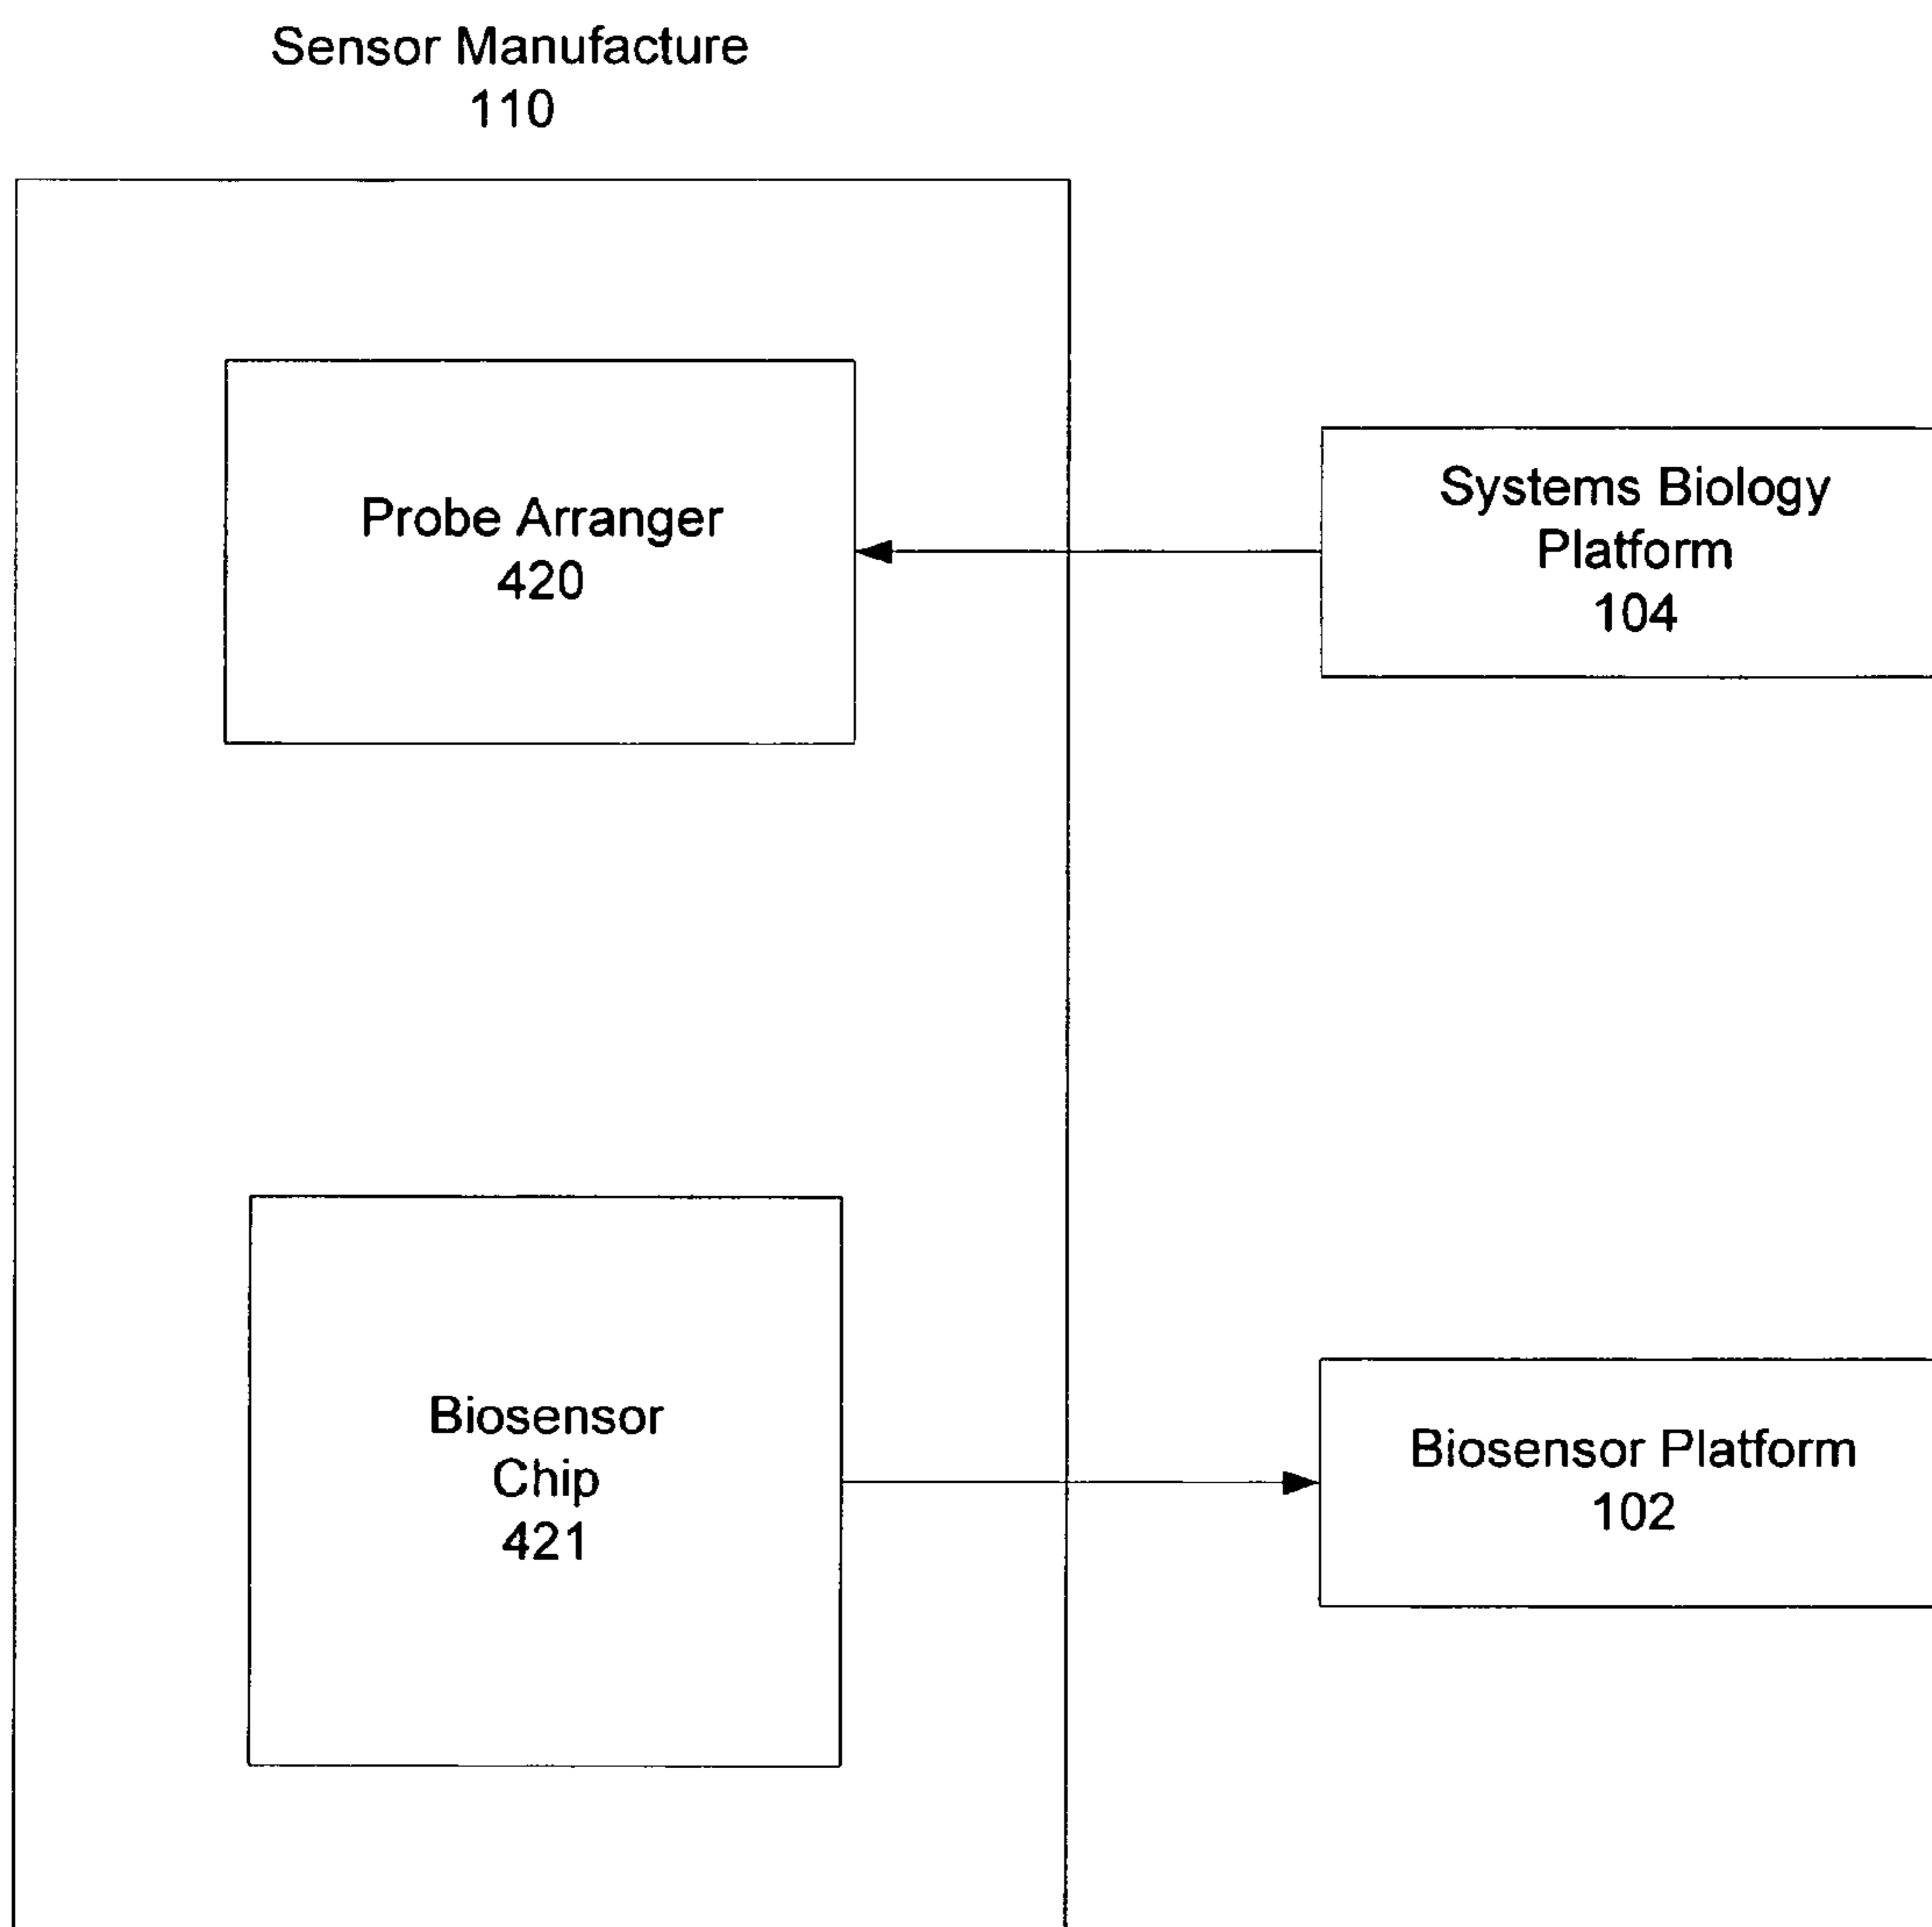 Sensor Manufacture
110
Probe Arranger
420
Systems Biology
Platform
104
Biosensor
Chip
421
Biosensor Platform
102